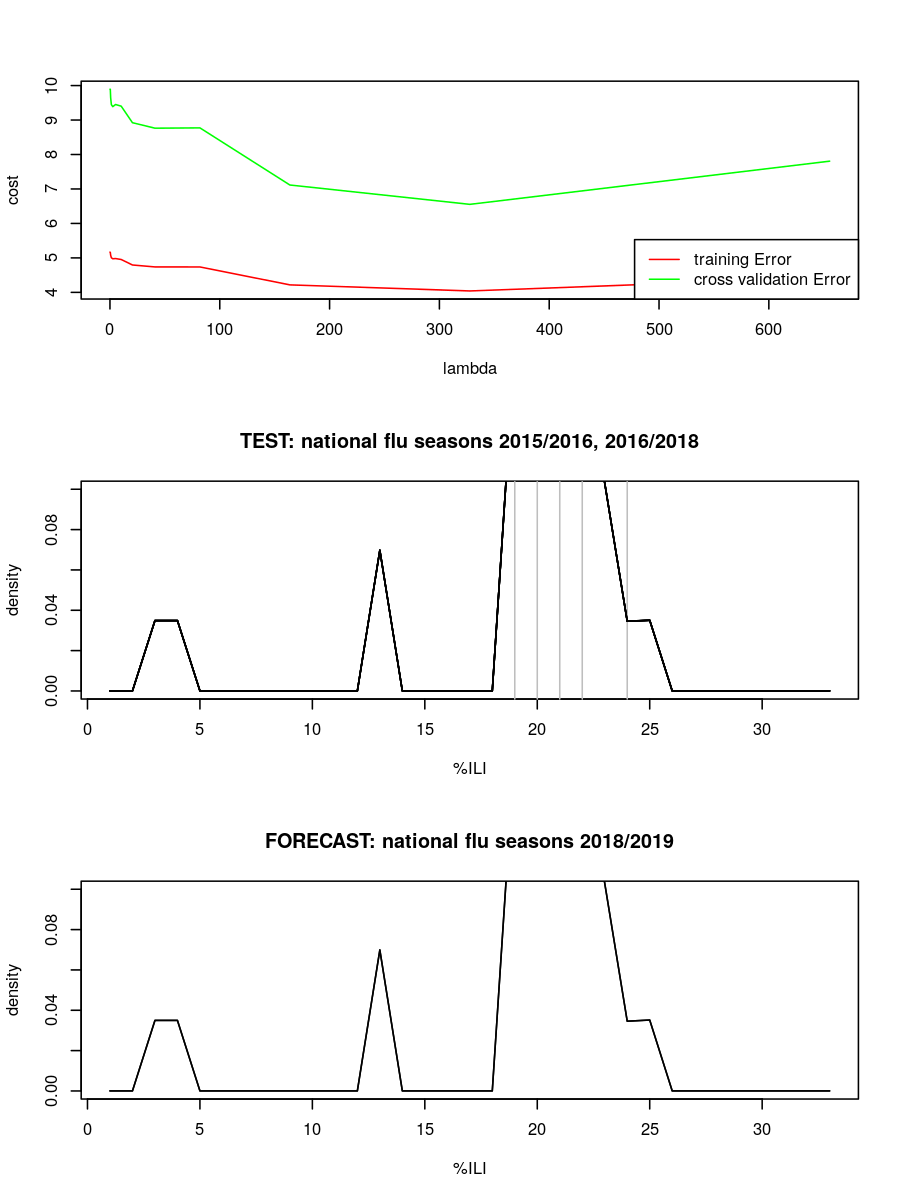 10
9
8
7
6
5
4
cost
training Error
cross validation Error
0 100 200 300 400 500 600
lambda
TEST: national flu seasons 2015/2016, 2016/2018
0.08
0.04
0.00
density
0 5 10 15 20 25 30
%ILI
FORECAST: national flu seasons 2018/2019
0.08
0.04
0.00
density
0 5 10 15 20 25 30
%ILI